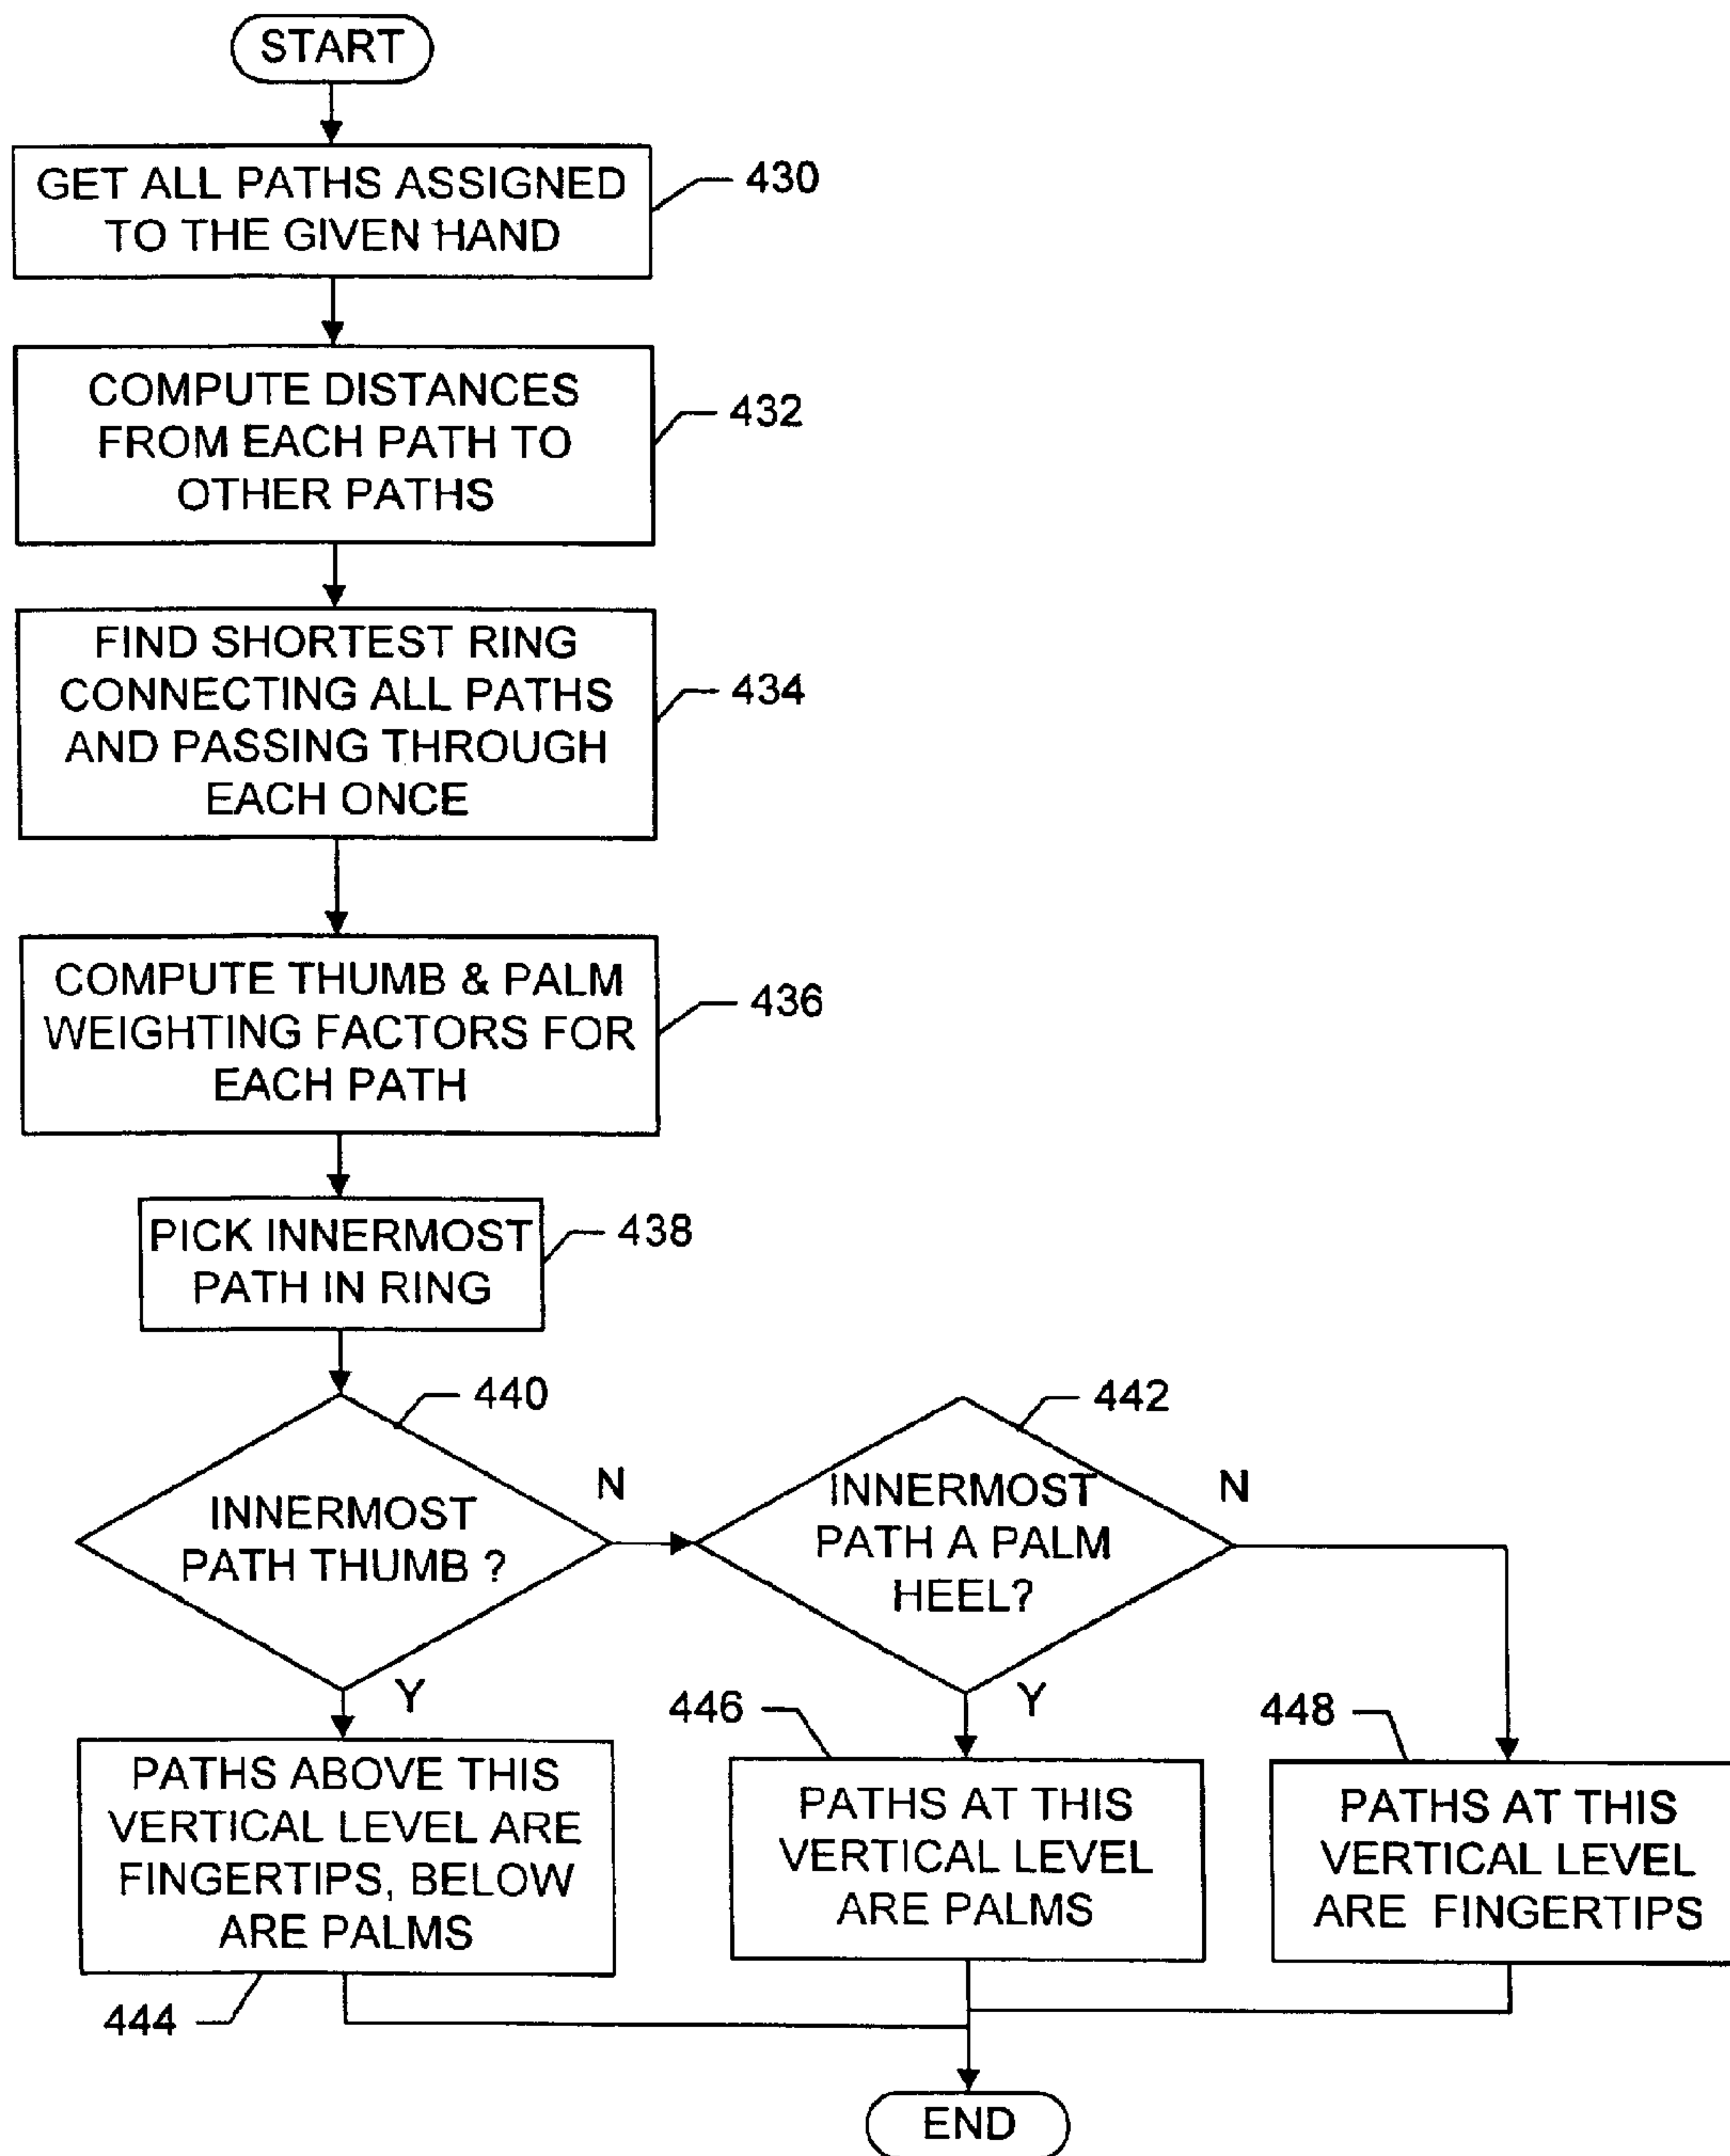 START
GET ALL PATHS ASSIGNED
TO THE GIVEN HAND
430
COMPUTE DISTANCES
FROM EACH PATH TO
OTHER PATHS
432
FIND SHORTEST RING
CONNECTING ALL PATHS
AND PASSING THROUGH
EACH ONCE
434
COMPUTE THUMB & PALM
WEIGHTING FACTORS FOR
EACH PATH
436
PICK INNERMOST
PATH IN RING
438
440
INNERMOST
PATH THUMB ?
N
Y
442
INNERMOST
PATH A PALM
HEEL?
N
Y
PATHS ABOVE THIS
VERTICAL LEVEL ARE
FINGERTIPS, BELOW
ARE PALMS
444
446
PATHS AT THIS
VERTICAL LEVEL
ARE PALMS
448
PATHS AT THIS
VERTICAL LEVEL
ARE FINGERTIPS
END